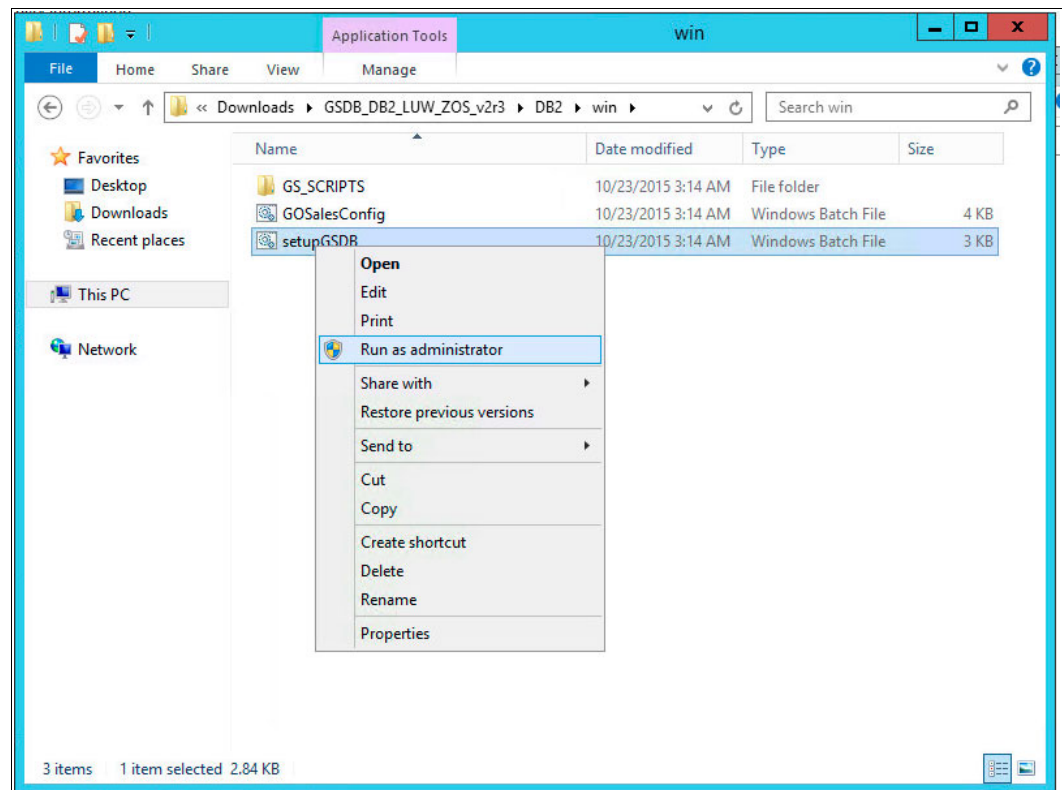 Application Tools
win
File Home Share View Manage
« Downloads GSDB_DB2_LUW_ZOS_v2r3 DB2 win Search win
Name Date modified Type Size
Favorites
Desktop
Downloads
Recent places
This PC
Network
GS_SCRIPTS 10/23/2015 3:14 AM File folder
GOSalesConfig 10/23/2015 3:14 AM Windows Batch File 4 KB
setupGSDB 10/23/2015 3:14 AM Windows Batch File 3 KB
Open
Edit
Print
Run as administrator
Share with
Restore previous versions
Send to
Cut
Copy
Create shortcut
Delete
Rename
Properties
3 items 1 item selected 2.84 KB